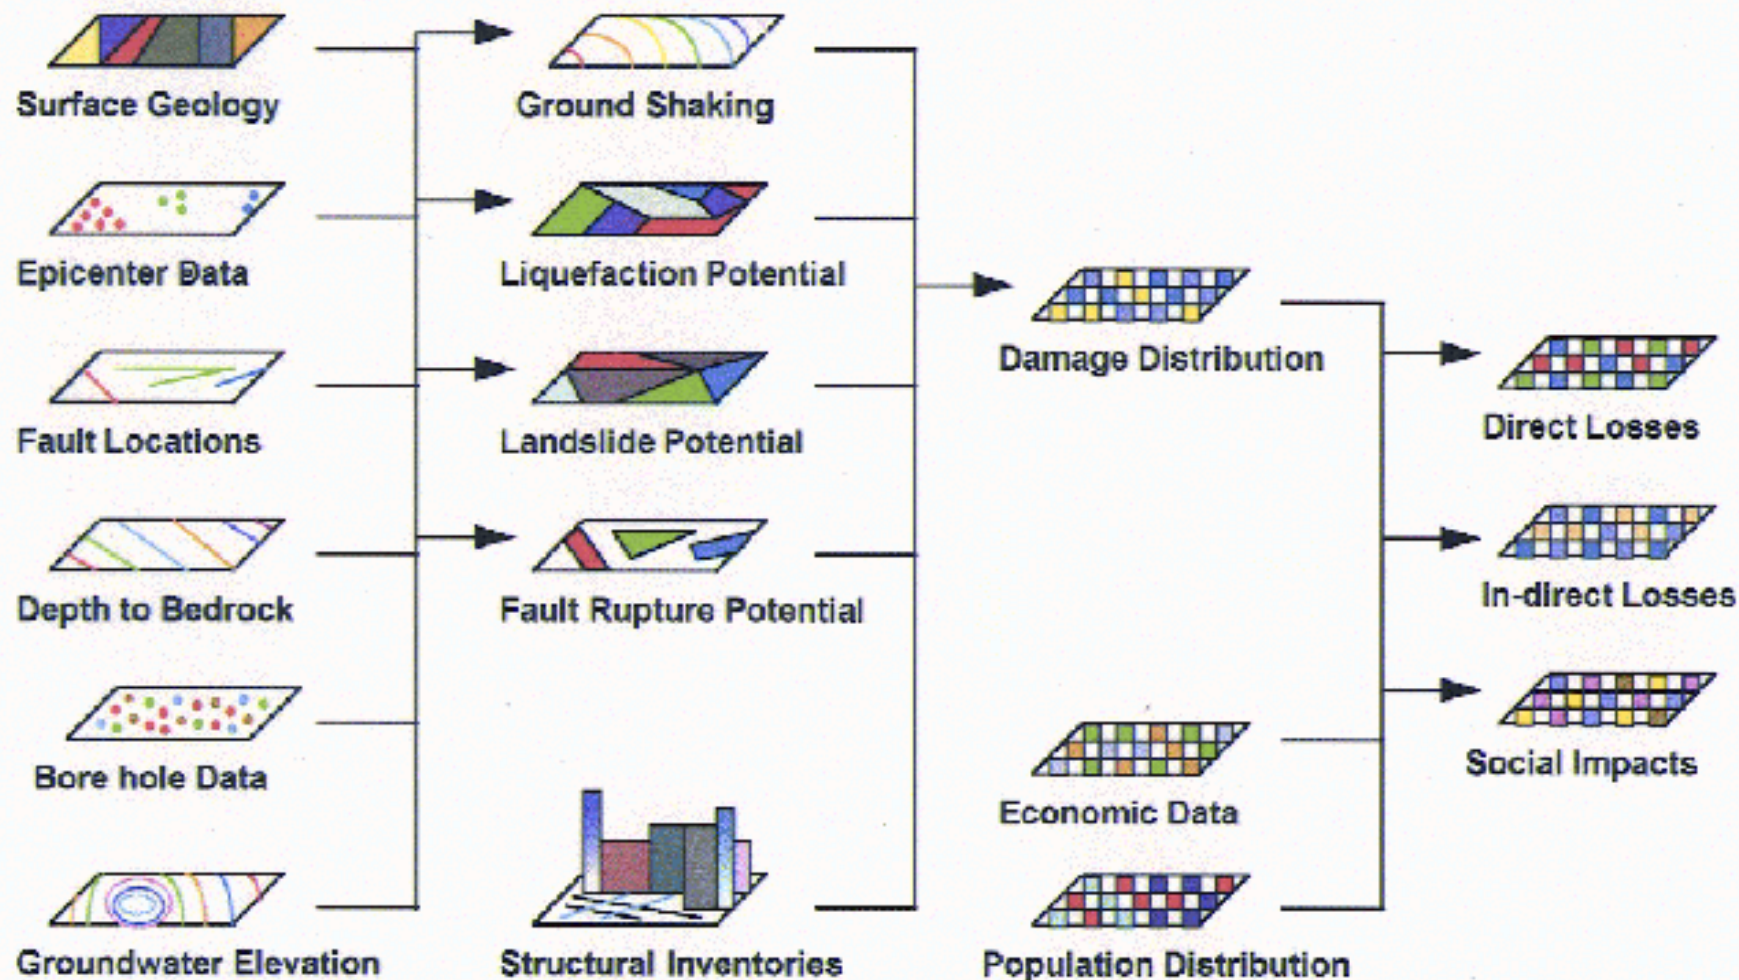 Surface Geology
Epicenter Data
Fault Locations
Depth to Bedrock
Bore hole Data
Groundwater Elevation
Ground Shaking
Liquefaction Potential
Landslide Potential
Fault Rupture Potential
Structural Inventories
Damage Distribution
Economic Data
Population Distribution
Direct Losses
In-direct Losses
Social Impacts